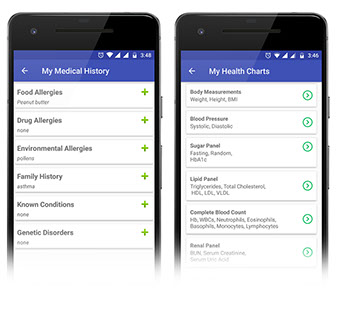 3:48
My Medical History
Food Allergies
Peanut butter
Drug Allergies
none
Environmental Allergies
pollens
Family History
asthma
Known Conditions
none
Genetic Disorders
none
3:46
My Health Charts
Body Measurements
Weight, Height, BMI
Blood Pressure
Systolic, Diastolic
Sugar Panel
Fasting, Random,
HbA1c
Lipid Panel
Triglycerides, Total Cholesterol,
HDL, LDL, VLDL
Complete Blood Count
Hb, WBCs, Neutrophils, Eosinophils,
Basophils, Monocytes, Lymphocytes
Renal Panel
BUN, Serum Creatinine,
Serum Uric Acid